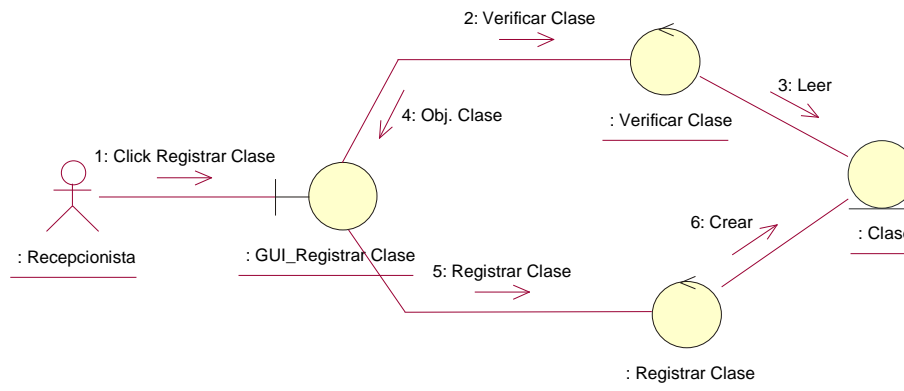 2: Verificar Clase
3: Leer
4: Obj. Clase
: Verificar Clase
1: Click Registrar Clase
6: Crear
: Clase
: Recepcionista
: GUI_Registrar Clase
5: Registrar Clase
: Registrar Clase